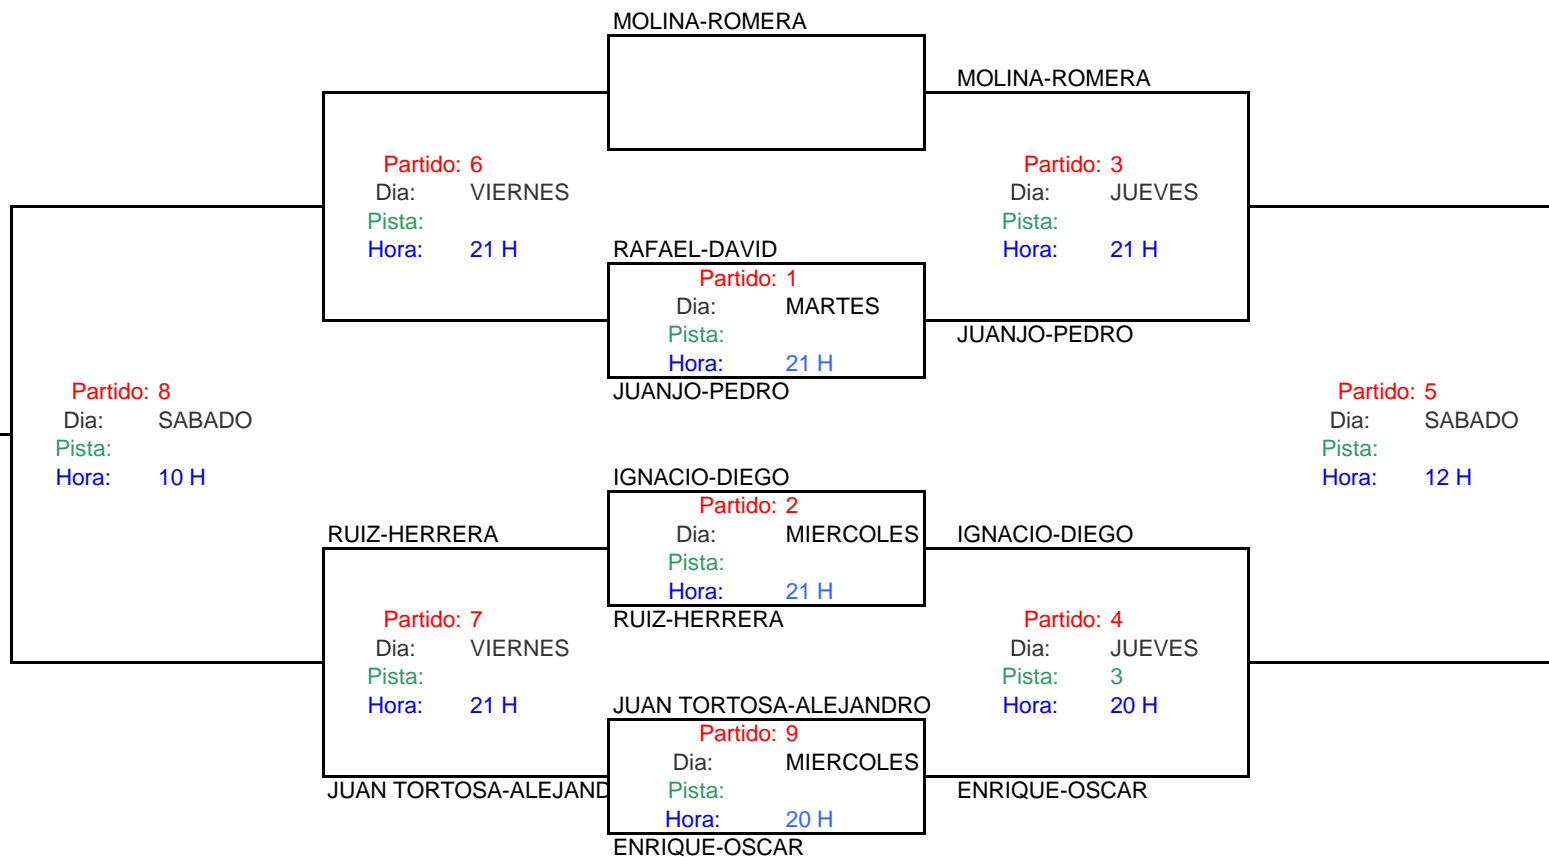 MOLINA-ROMERA
MOLINA-ROMERA
Partido: 6
Dia: VIERNES
Pista:
Hora: 21 H
Partido: 3
Dia: JUEVES
Pista:
Hora: 21 H
RAFAEL-DAVID
Partido: 1
Dia: MARTES
Pista:
Hora: 21 H
JUANJO-PEDRO
JUANJO-PEDRO
Partido: 8
Dia: SABADO
Pista:
Hora: 10 H
Partido: 5
Dia: SABADO
Pista:
Hora: 12 H
IGNACIO-DIEGO
Partido: 2
Dia: MIERCOLES
Pista:
Hora: 21 H
RUIZ-HERRERA
RUIZ-HERRERA
IGNACIO-DIEGO
Partido: 7
Dia: VIERNES
Pista:
Hora: 21 H
Partido: 4
Dia: JUEVES
Pista: 3
Hora: 20 H
JUAN TORTOSA-ALEJANDRO
Partido: 9
Dia: MIERCOLES
Pista:
Hora: 20 H
ENRIQUE-OSCAR
JUAN TORTOSA-ALEJAND
ENRIQUE-OSCAR